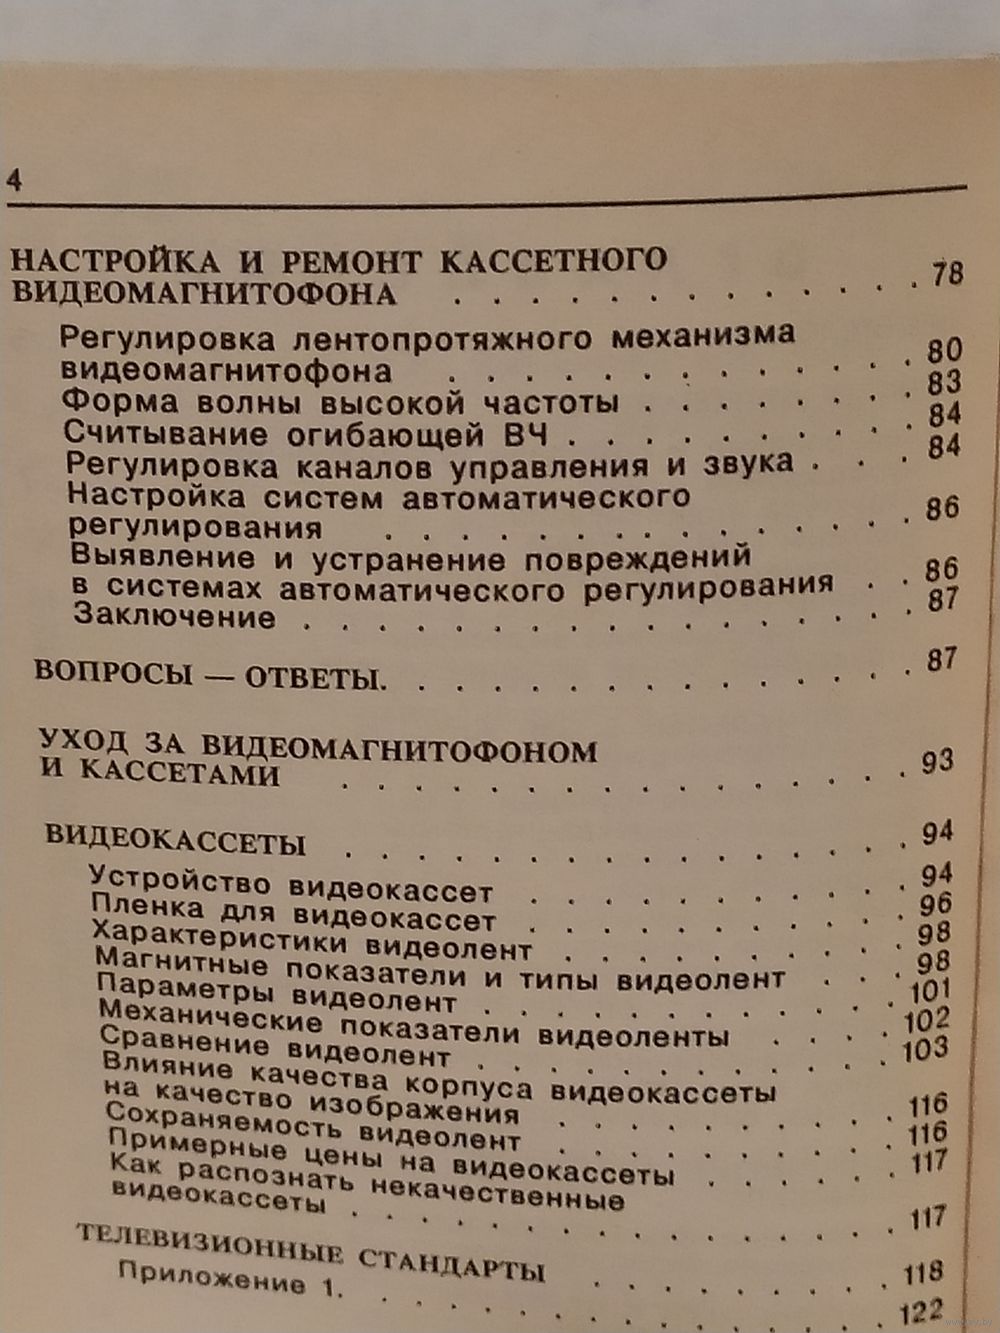 4
НАСТРОЙКА И РЕМОНТ КАССЕТНОГО
ВИДЕОМАГНИТОФОНА . . . . . . . . . . . . . 78
Регулировка лентопротяжного механизма
видеомагнитофона . . . . . . . . . . . . . 80
Форма волны высокой частоты . . . . . . . 83
Считывание огибающей ВЧ . . . . . . . . . 84
Регулировка каналов управления и звука . . . 84
Настройка систем автоматического
регулирования . . . . . . . . . . . . . . . 86
Выявление и устранение повреждений
в системах автоматического регулирования . . 86
Заключение . . . . . . . . . . . . . . . . . 87
ВОПРОСЫ — ОТВЕТЫ. . . . . . . . . . . . . . . 87
УХОД ЗА ВИДЕОМАГНИТОФОНОМ
И КАССЕТАМИ . . . . . . . . . . . . . . . . 93
ВИДЕОКАССЕТЫ . . . . . . . . . . . . . . . . 94
Устройство видеокассет . . . . . . . . . . . 94
Пленка для видеокассет . . . . . . . . . . . 96
Характеристики видеолент . . . . . . . . . . 98
Магнитные показатели и типы видеолент . . . 98
Параметры видеолент . . . . . . . . . . . . 101
Механические показатели видеоленты . . . . 102
Сравнение видеолент . . . . . . . . . . . . 103
Влияние качества корпуса видеокассеты
на качество изображения . . . . . . . . . . 116
Сохраняемость видеолент . . . . . . . . . . 116
Примерные цены на видеокассеты . . . . . . 117
Как распознать некачественные
видеокассеты . . . . . . . . . . . . . . . 117
ТЕЛЕВИЗИОННЫЕ СТАНДАРТЫ . . . . . . . . . . 118
Приложение 1. . . . . . . . . . . . . . . . 122